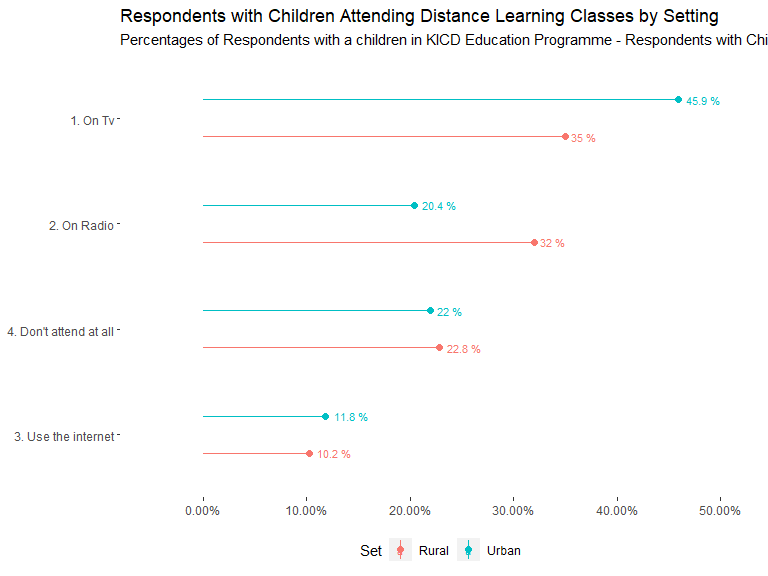 Respondents with Children Attending Distance Learning Classes by Setting
Percentages of Respondents with a children in KICD Education Programme - Respondents with Chi
1. On Tv
45.9 %
35 %
2. On Radio
20.4 %
32 %
4. Don't attend at all
22 %
22.8 %
3. Use the internet
11.8 %
10.2 %
0.00% 10.00% 20.00% 30.00% 40.00% 50.00%
Set Rural Urban